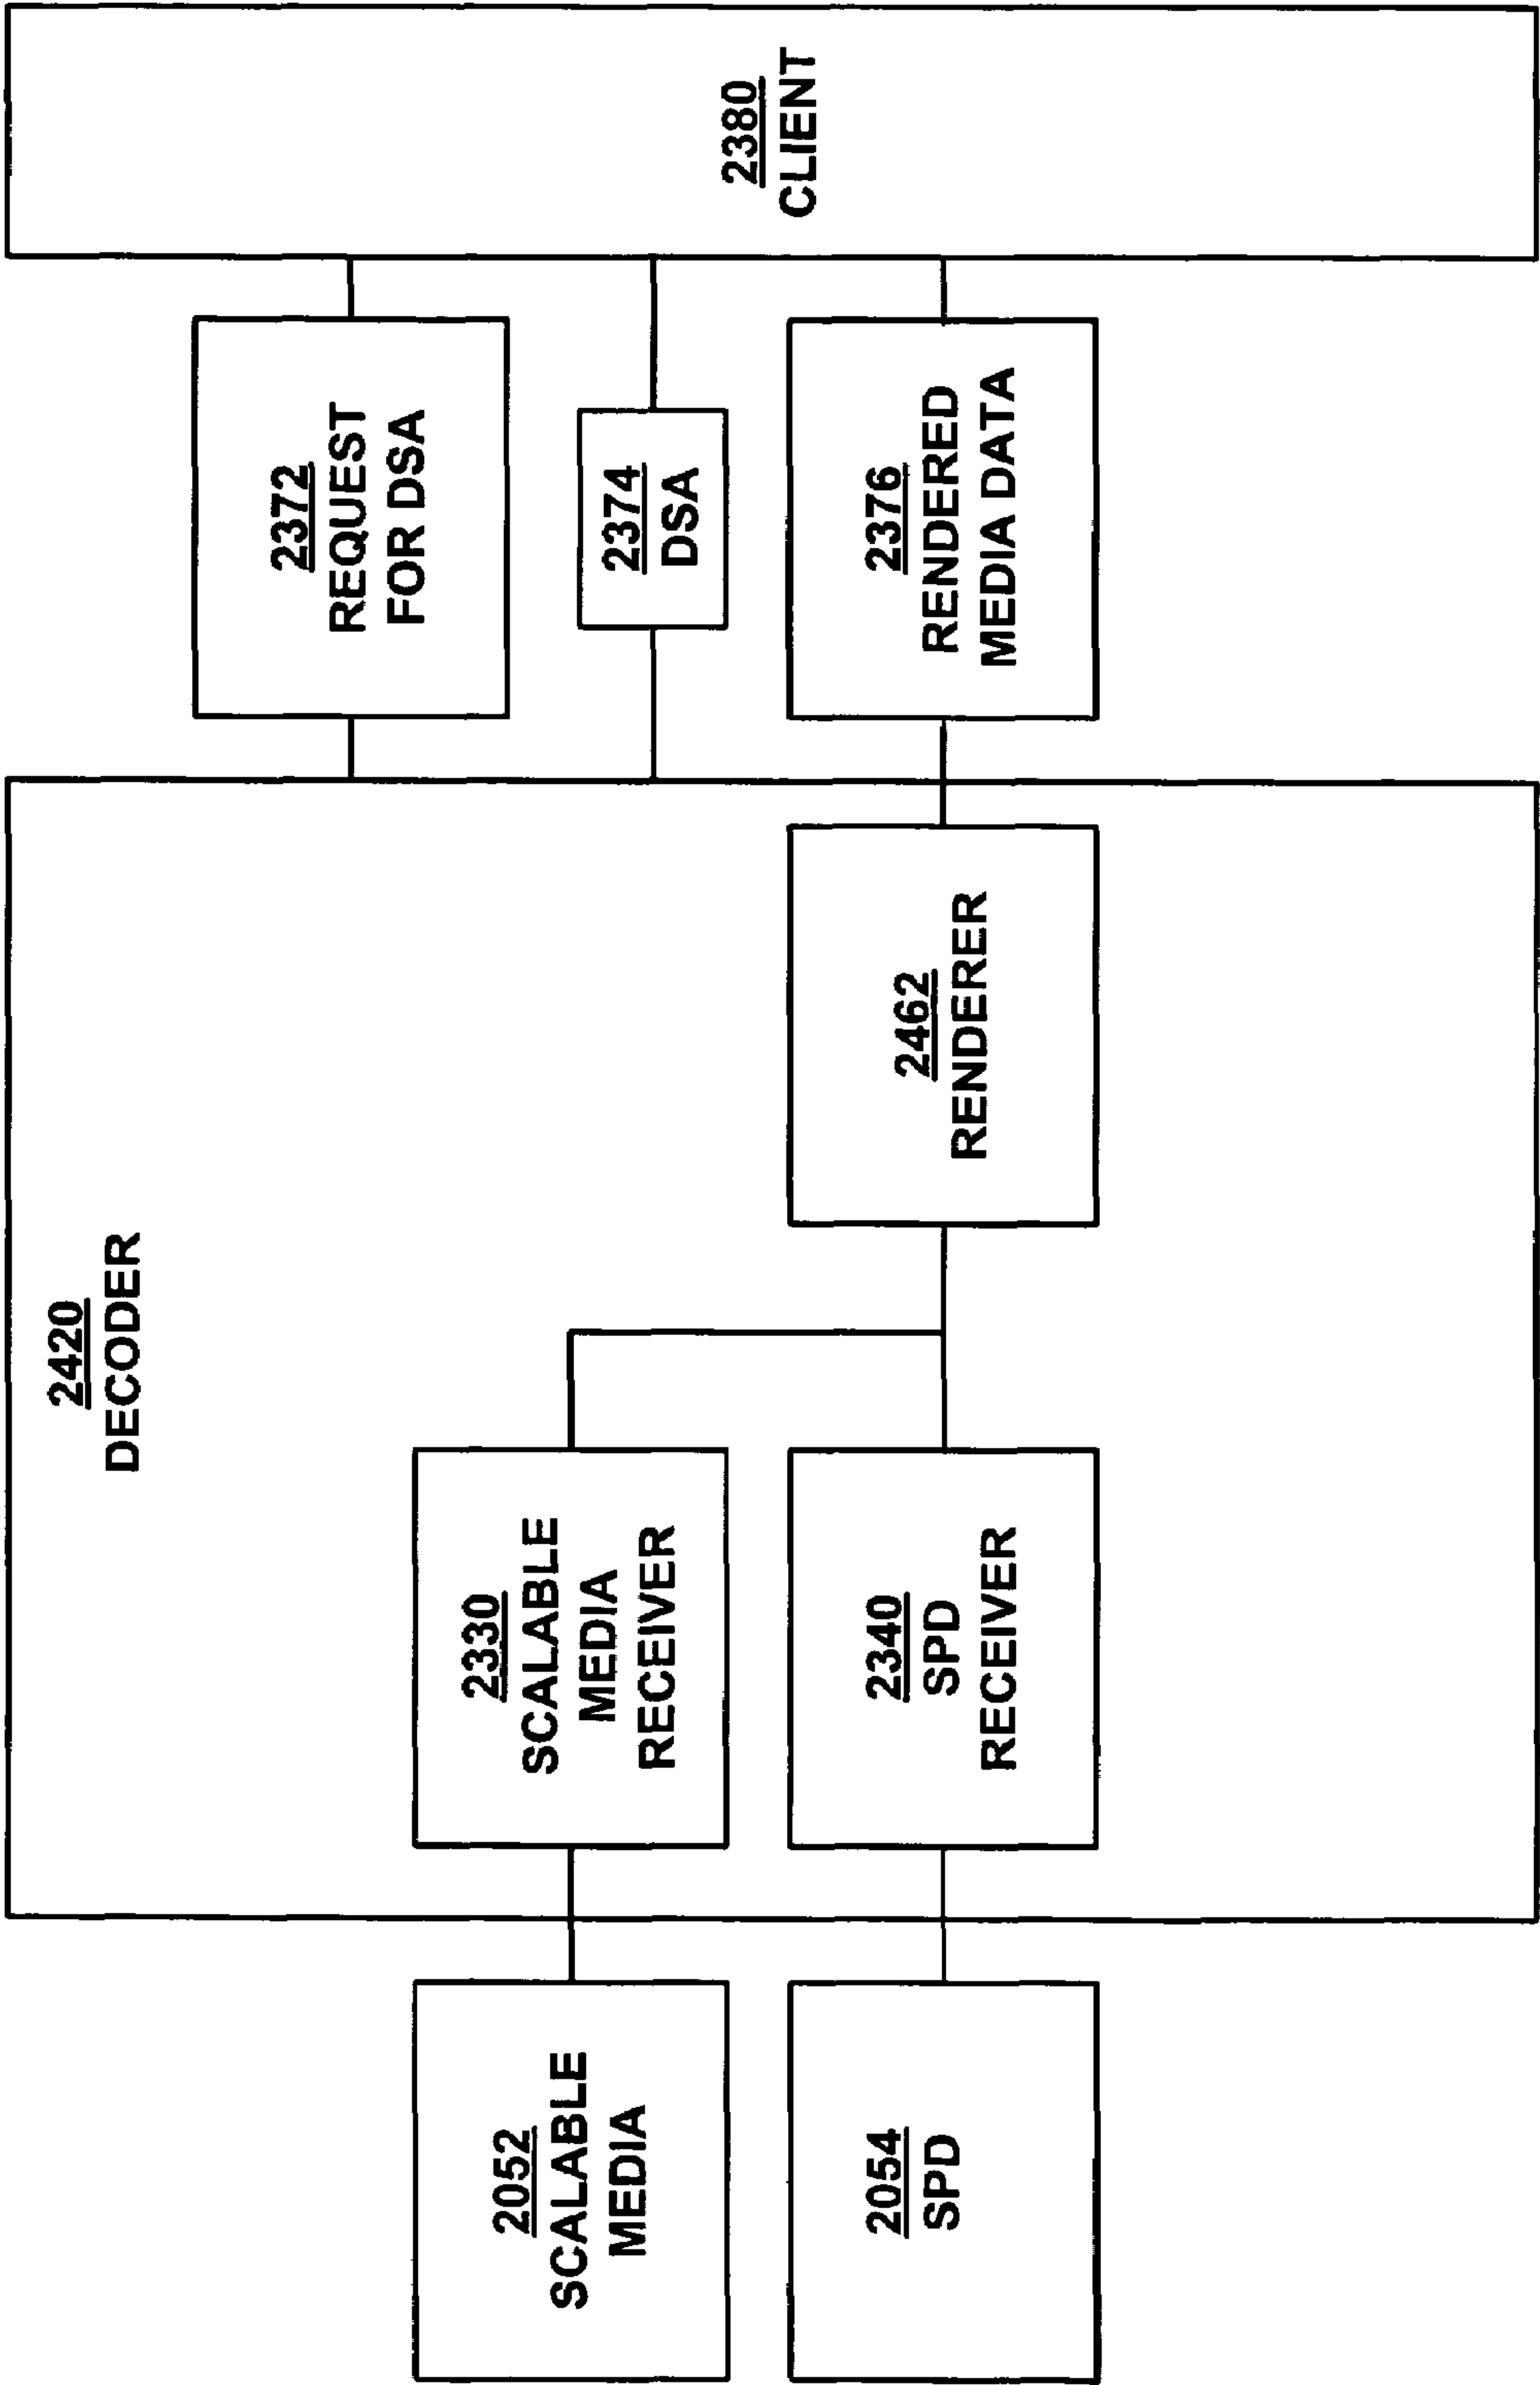 2420
DECODER
2052
SCALABLE
MEDIA
2054
SPD
2330
SCALABLE
MEDIA
RECEIVER
2340
SPD
RECEIVER
2462
RENDERER
2372
REQUEST
FOR DSA
2374
DSA
2376
RENDERED
MEDIA DATA
2380
CLIENT